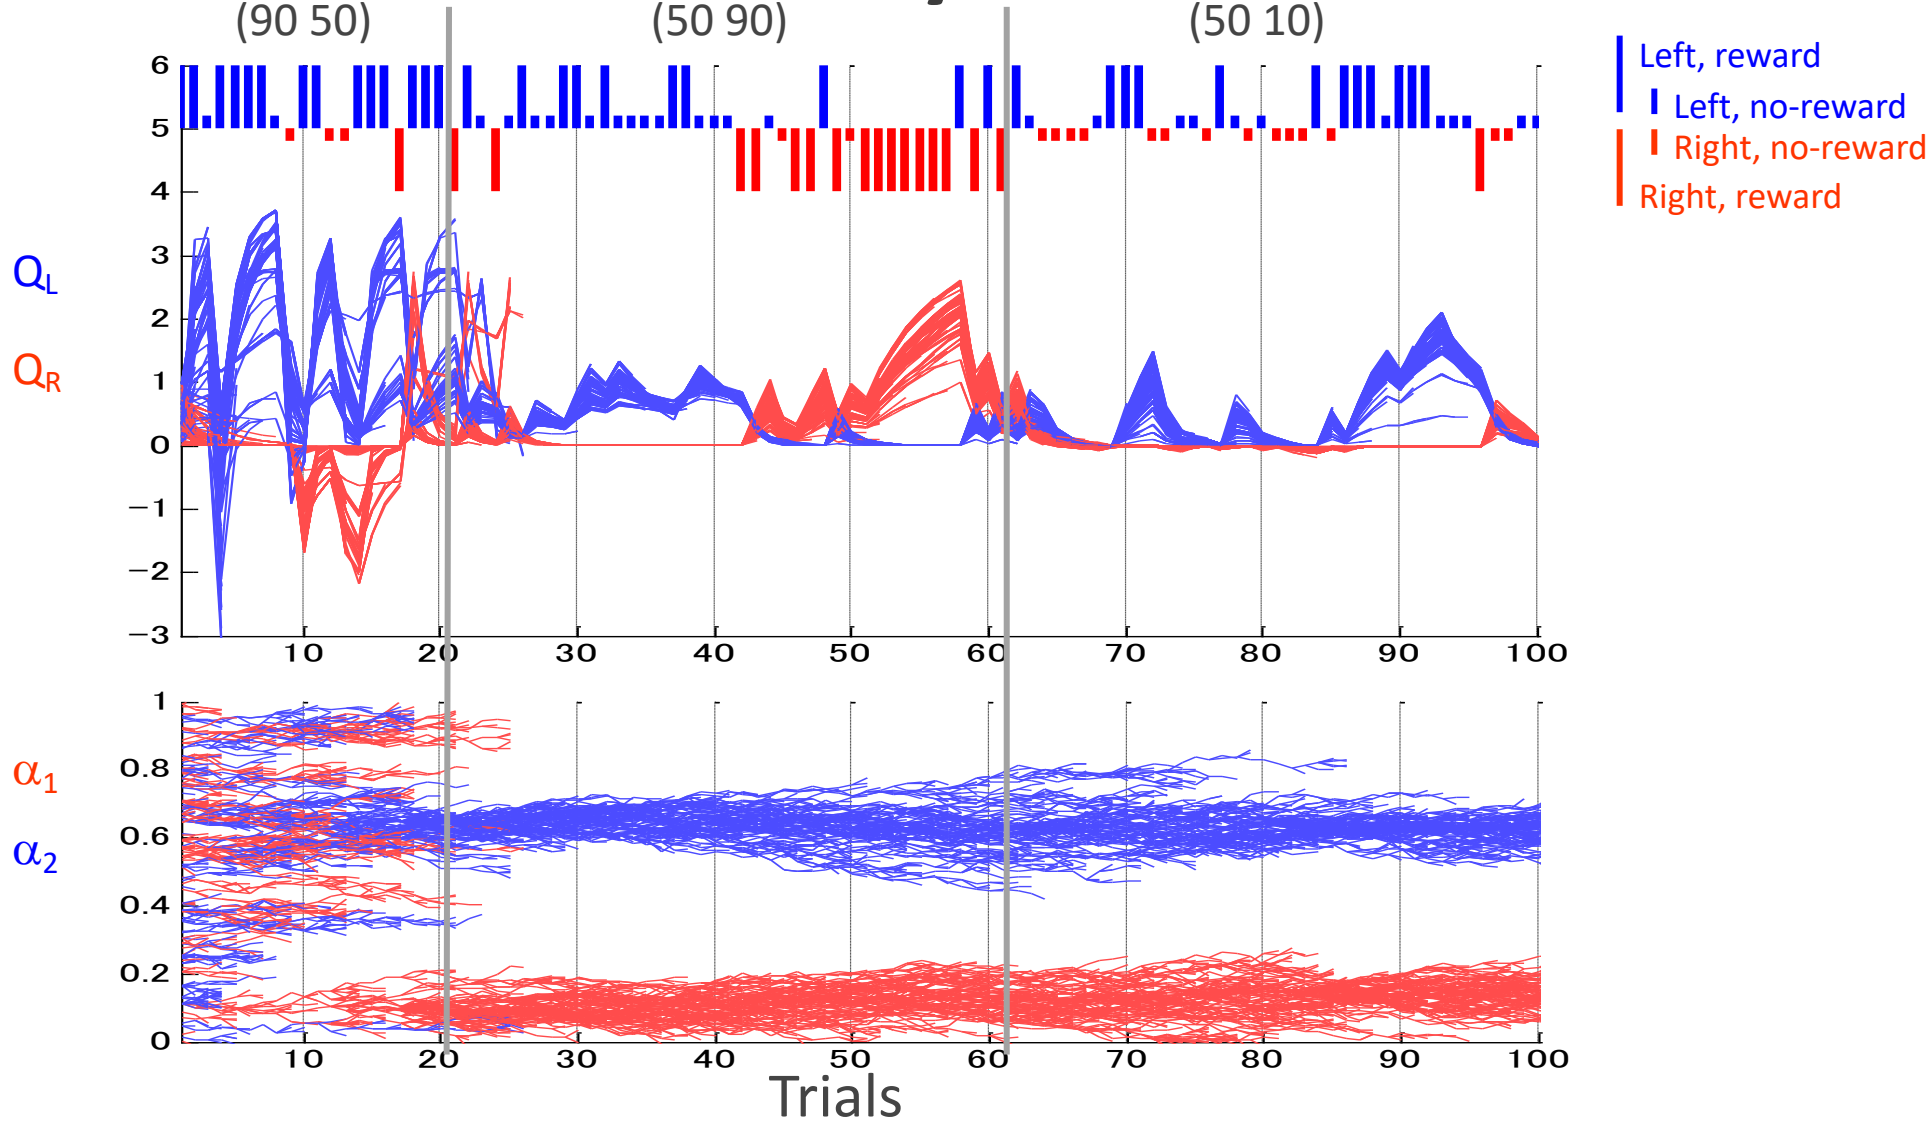 (90 50)
(50 90)
(50 10)
6
5
4
3
2
1
0
−1
−2
−3
10 20 30 40 50 60 70 80 90 100
Left, reward
Left, no-reward
Right, no-reward
Right, reward
Q_L
Q_R
1
0.8
0.6
0.4
0.2
0
10 20 30 40 50 60 70 80 90 100
α₁
α₂
Trials